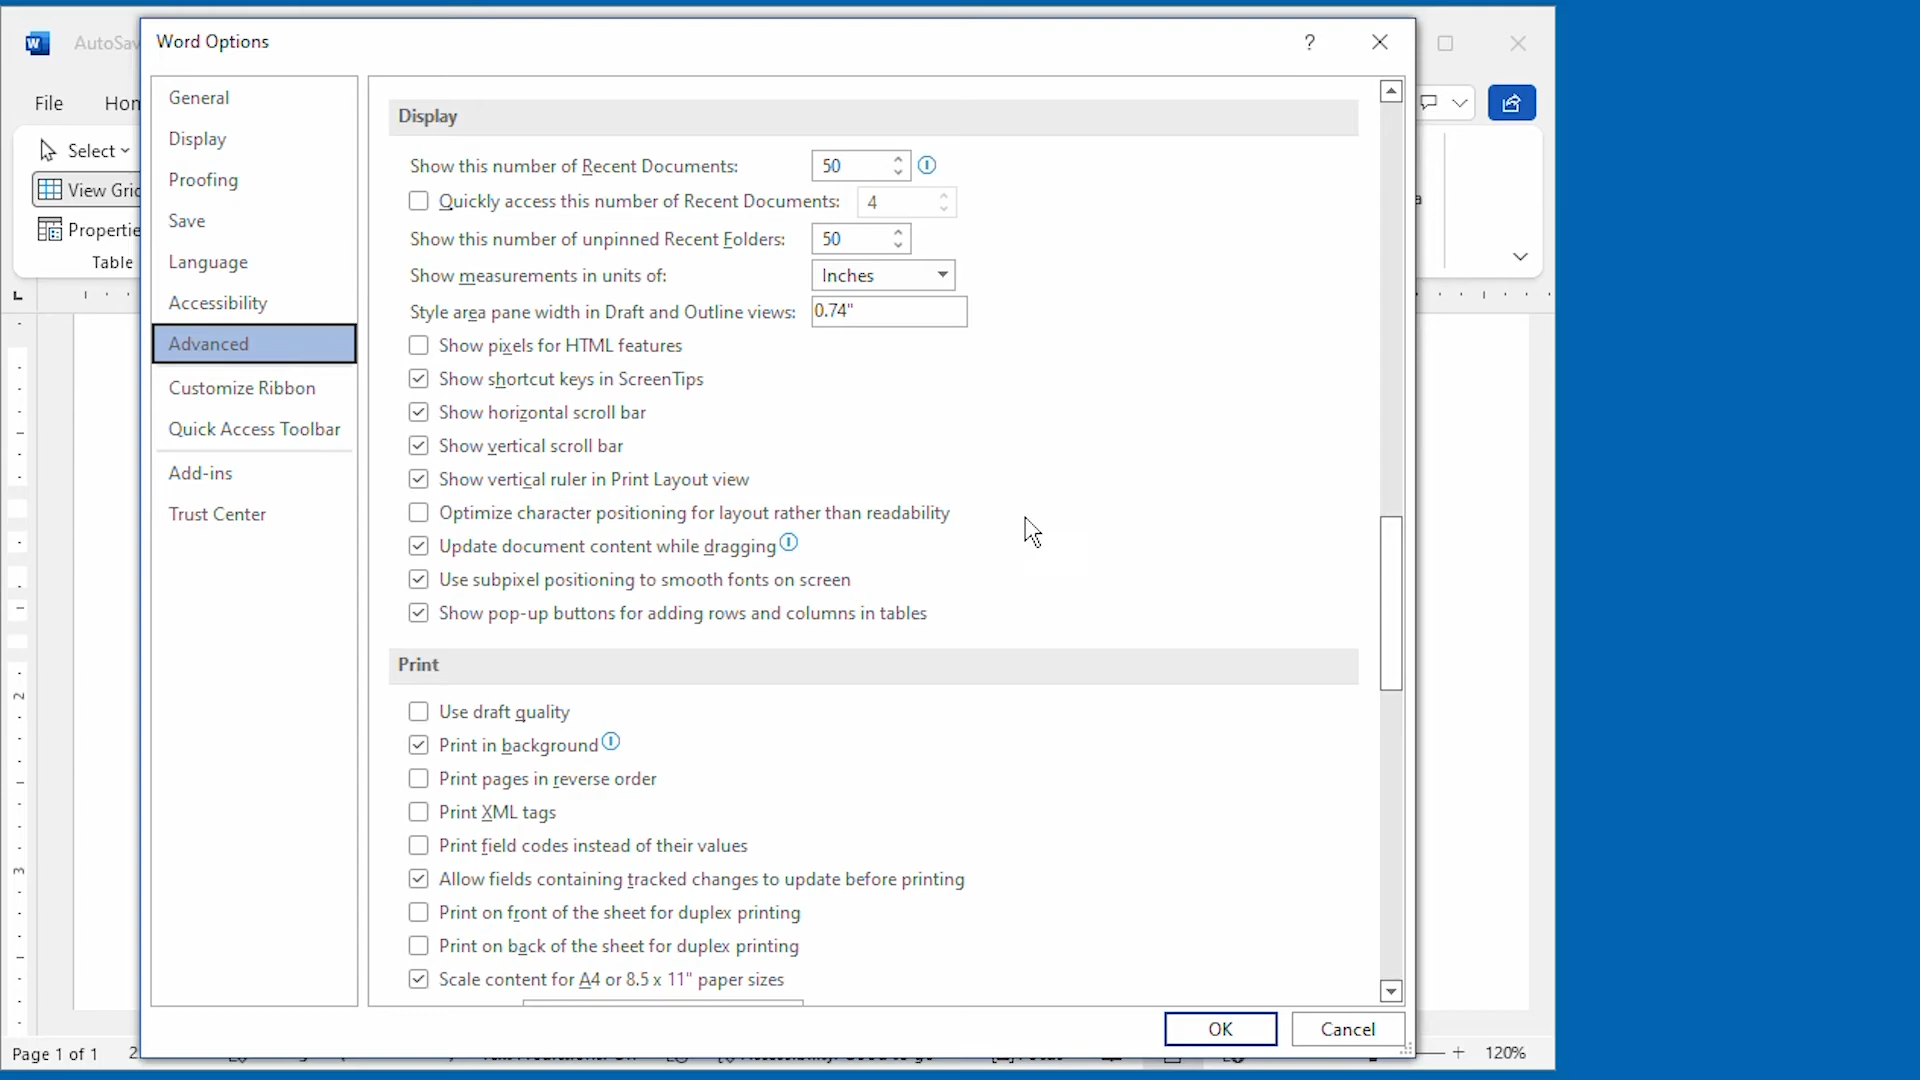 Word Options
?
AutoSav
File
Hom
Select
View Grid
Propertie
Table
General
Display
Proofing
Save
Language
Accessibility
Advanced
Customize Ribbon
Quick Access Toolbar
Add-ins
Trust Center
Display
Show this number of Recent Documents: 50
Quickly access this number of Recent Documents: 4
Show this number of unpinned Recent Folders: 50
Show measurements in units of: Inches
Style area pane width in Draft and Outline views: 0.74"
Show pixels for HTML features
Show shortcut keys in ScreenTips
Show horizontal scroll bar
Show vertical scroll bar
Show vertical ruler in Print Layout view
Optimize character positioning for layout rather than readability
Update document content while dragging
Use subpixel positioning to smooth fonts on screen
Show pop-up buttons for adding rows and columns in tables
Print
Use draft quality
Print in background
Print pages in reverse order
Print XML tags
Print field codes instead of their values
Allow fields containing tracked changes to update before printing
Print on front of the sheet for duplex printing
Print on back of the sheet for duplex printing
Scale content for A4 or 8.5 x 11" paper sizes
OK
Cancel
2
3
Page 1 of 1
120%